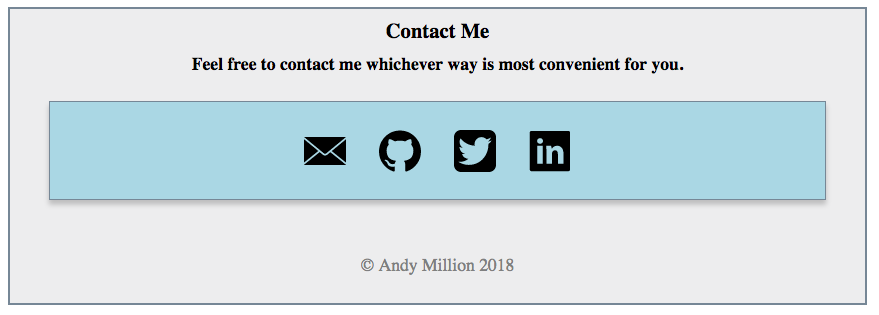 Contact Me
Feel free to contact me whichever way is most convenient for you.
in
© Andy Million 2018